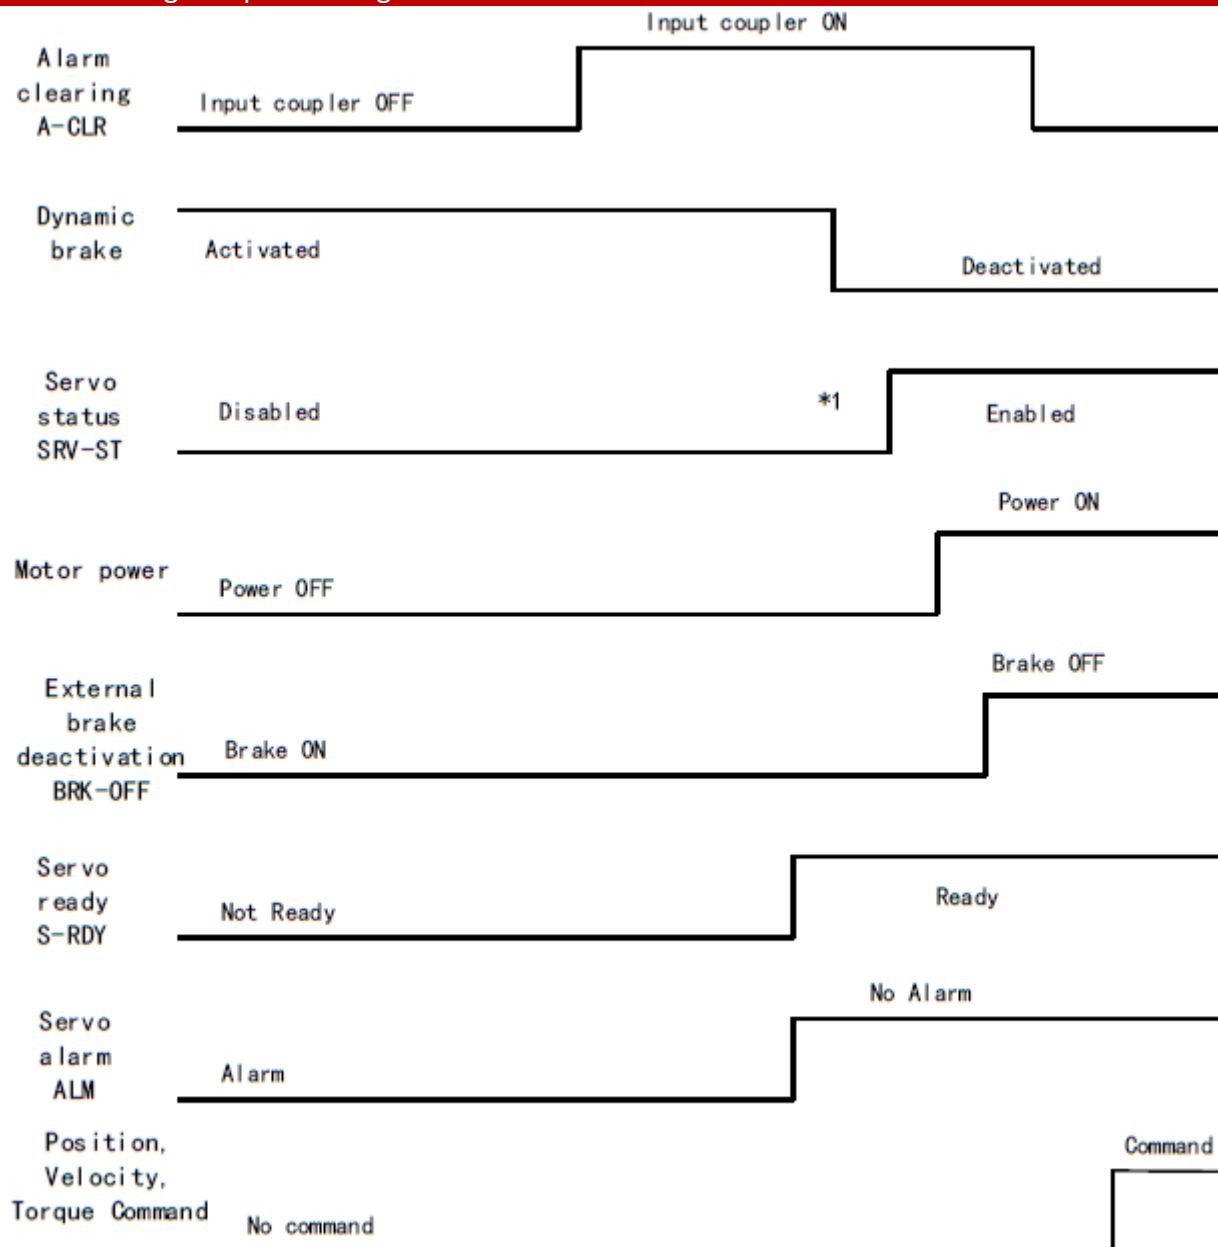 Input coupler ON
Alarm
clearing
A-CLR
Input coupler OFF
Dynamic
brake
Activated
Deactivated
Servo
status
SRV-ST
Disabled
*1
Enabled
Power ON
Motor power
Power OFF
Brake OFF
External
brake
deactivation
BRK-OFF
Brake ON
Servo
ready
S-RDY
Not Ready
Ready
No Alarm
Servo
alarm
ALM
Alarm
Position,
Velocity,
Torque Command
No command
Command